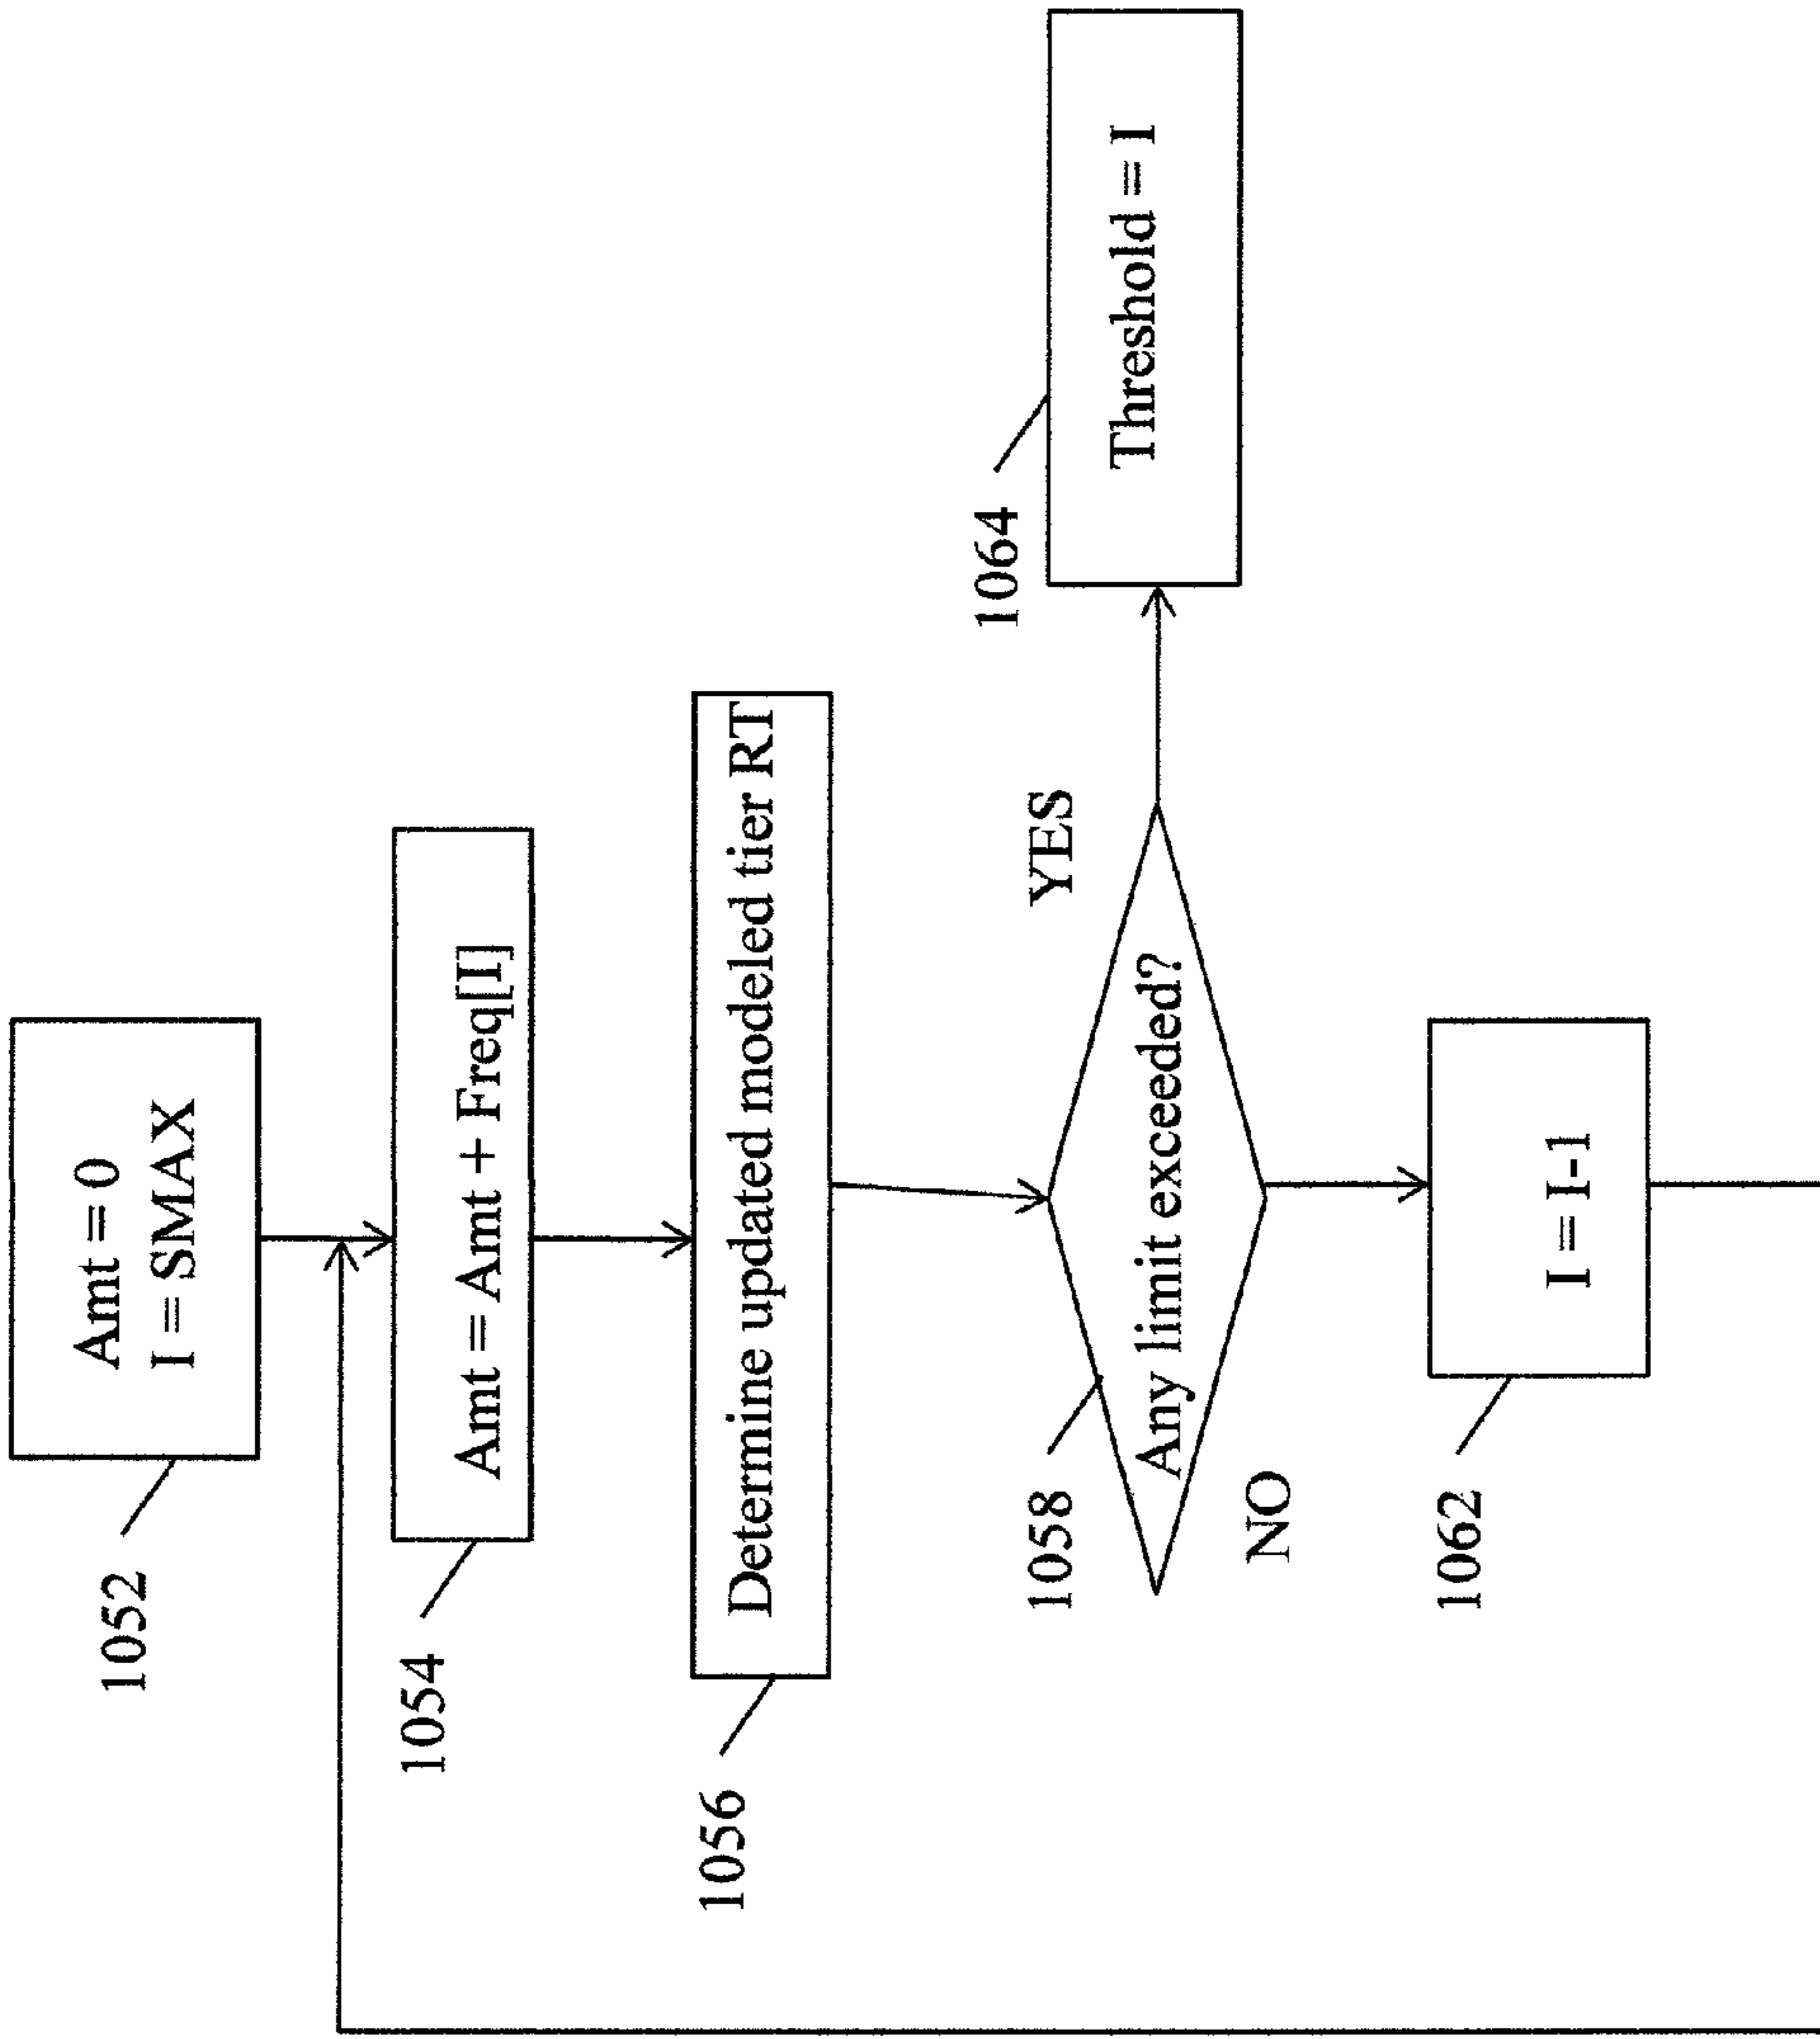 1052
Amt = 0
I = SMAX
1054
Amt = Amt + Freq[I]
1056
Determine updated modeled tier RT
1058
Any limit exceeded?
YES
1064
Threshold = I
NO
1062
I = I-1